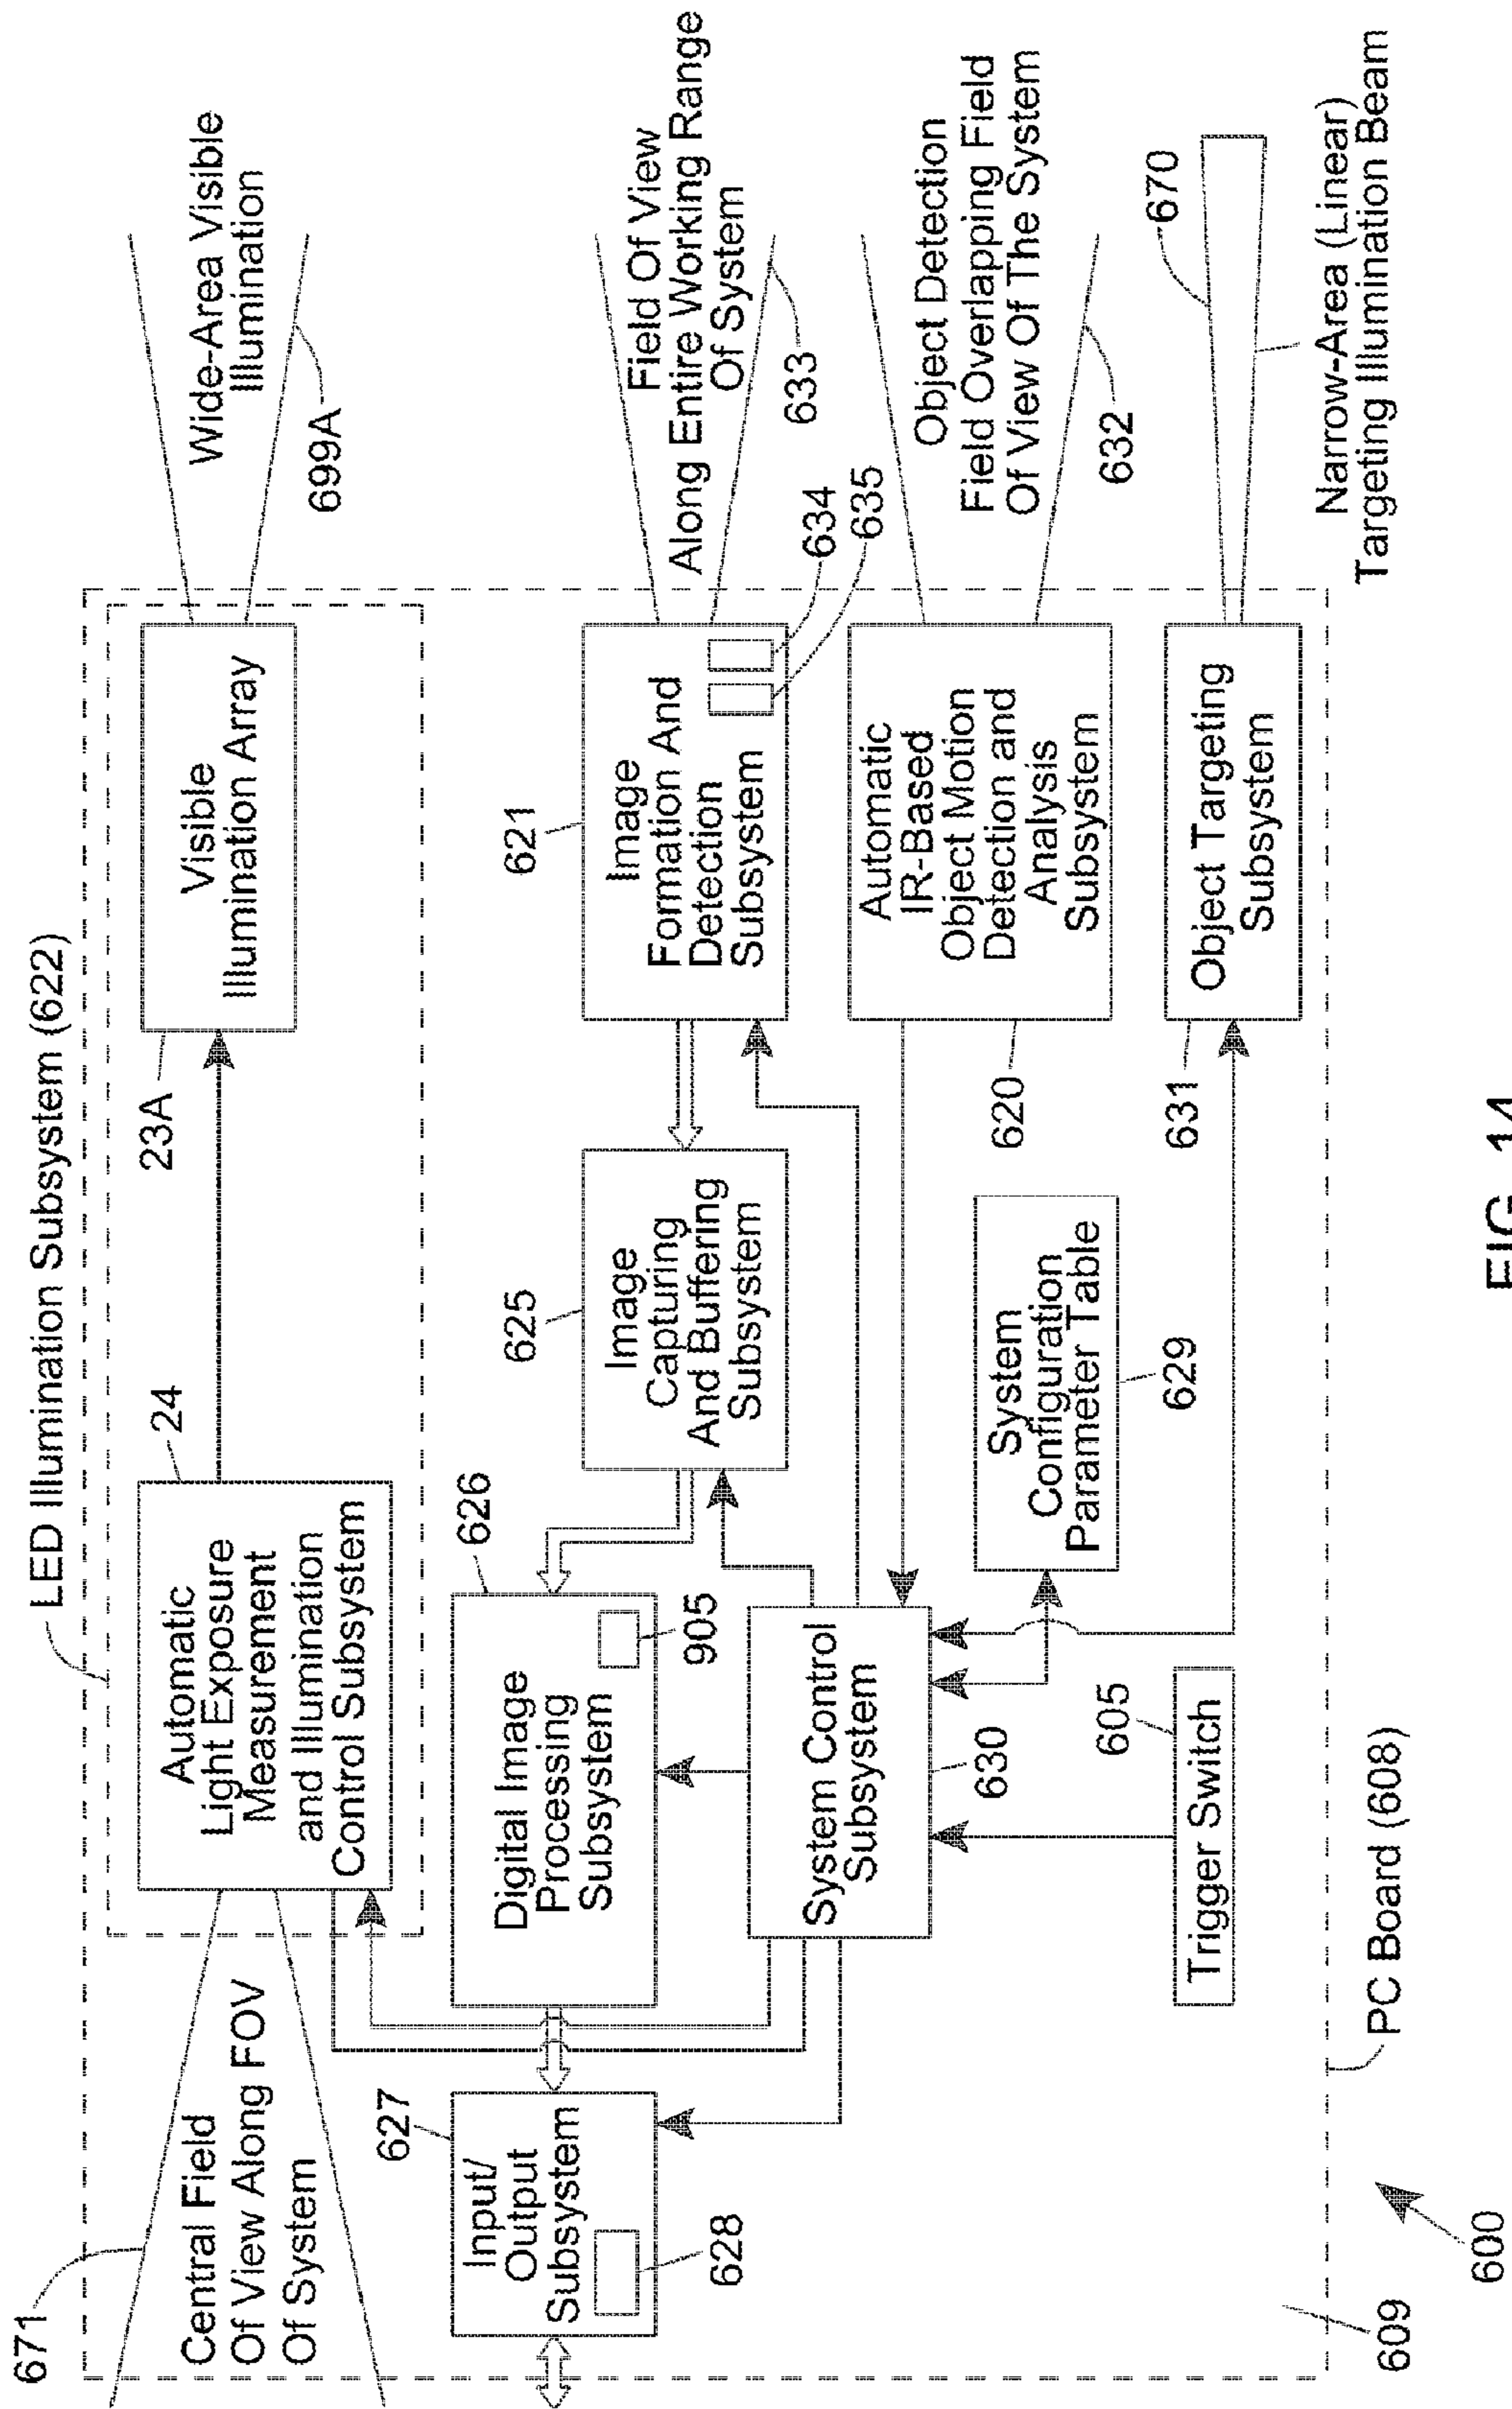 LED Illumination Subsystem (622)
671
Central Field
Of View Along FOV
Of System
Automatic
Light Exposure
Measurement
and Illumination
Control Subsystem
24
23A
Visible
Illumination Array
Wide-Area Visible
Illumination
699A
627
Input/
Output
Subsystem
628
626
Digital Image
Processing
Subsystem
905
625
Image
Capturing
And Buffering
Subsystem
621
Image
Formation And
Detection
Subsystem
634
635
Field Of View
Along Entire Working Range
Of System
633
System Control
Subsystem
630
Automatic
IR-Based
Object Motion
Detection and
Analysis
Subsystem
620
Object Detection
Field Overlapping Field
Of View Of The System
632
System
Configuration
Parameter Table
629
605
Trigger Switch
631
Object Targeting
Subsystem
670
Narrow-Area (Linear)
Targeting Illumination Beam
PC Board (608)
609
600
FIG. 14